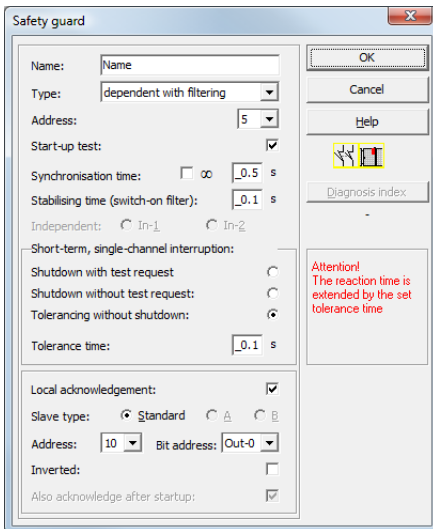 Safety guard
Name: Name
Type: dependent with filtering
Address: 5
Start-up test:
Synchronisation time: ∞ _0.5 s
Stabilising time (switch-on filter): _0.1 s
Independent: In-1 In-2
Short-term, single-channel interruption:
Shutdown with test request
Shutdown without test request:
Tolerancing without shutdown:
Tolerance time: _0.1 s
Local acknowledgement:
Slave type: Standard A B
Address: 10 Bit address: Out-0
Inverted:
Also acknowledge after startup:
OK
Cancel
Help
Diagnosis index
-
Attention!
The reaction time is
extended by the set
tolerance time